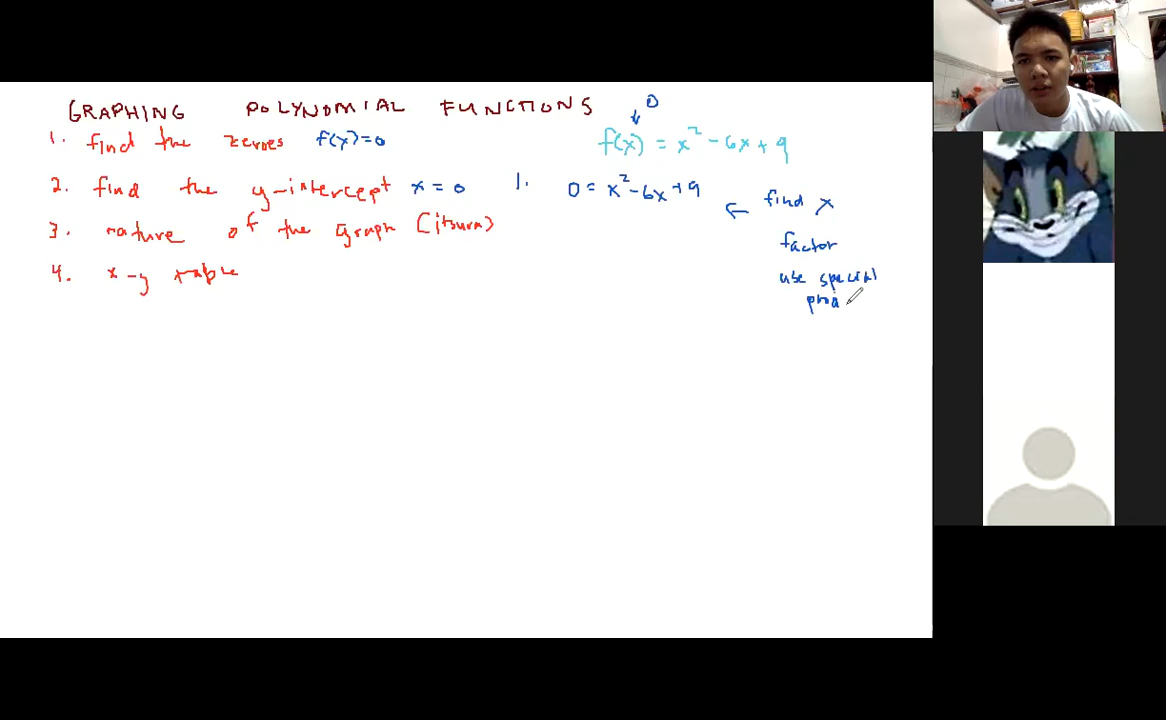 GRAPHING POLYNOMIAL FUNCTIONS
1. find the zeroes f(x)=0
2. find the y-intercept x=0
3. nature of the graph (itsura)
4. x-y table
0
f(x) = x² - 6x + 9
1. 0 = x² - 6x + 9
← find x
factor
use special
prod